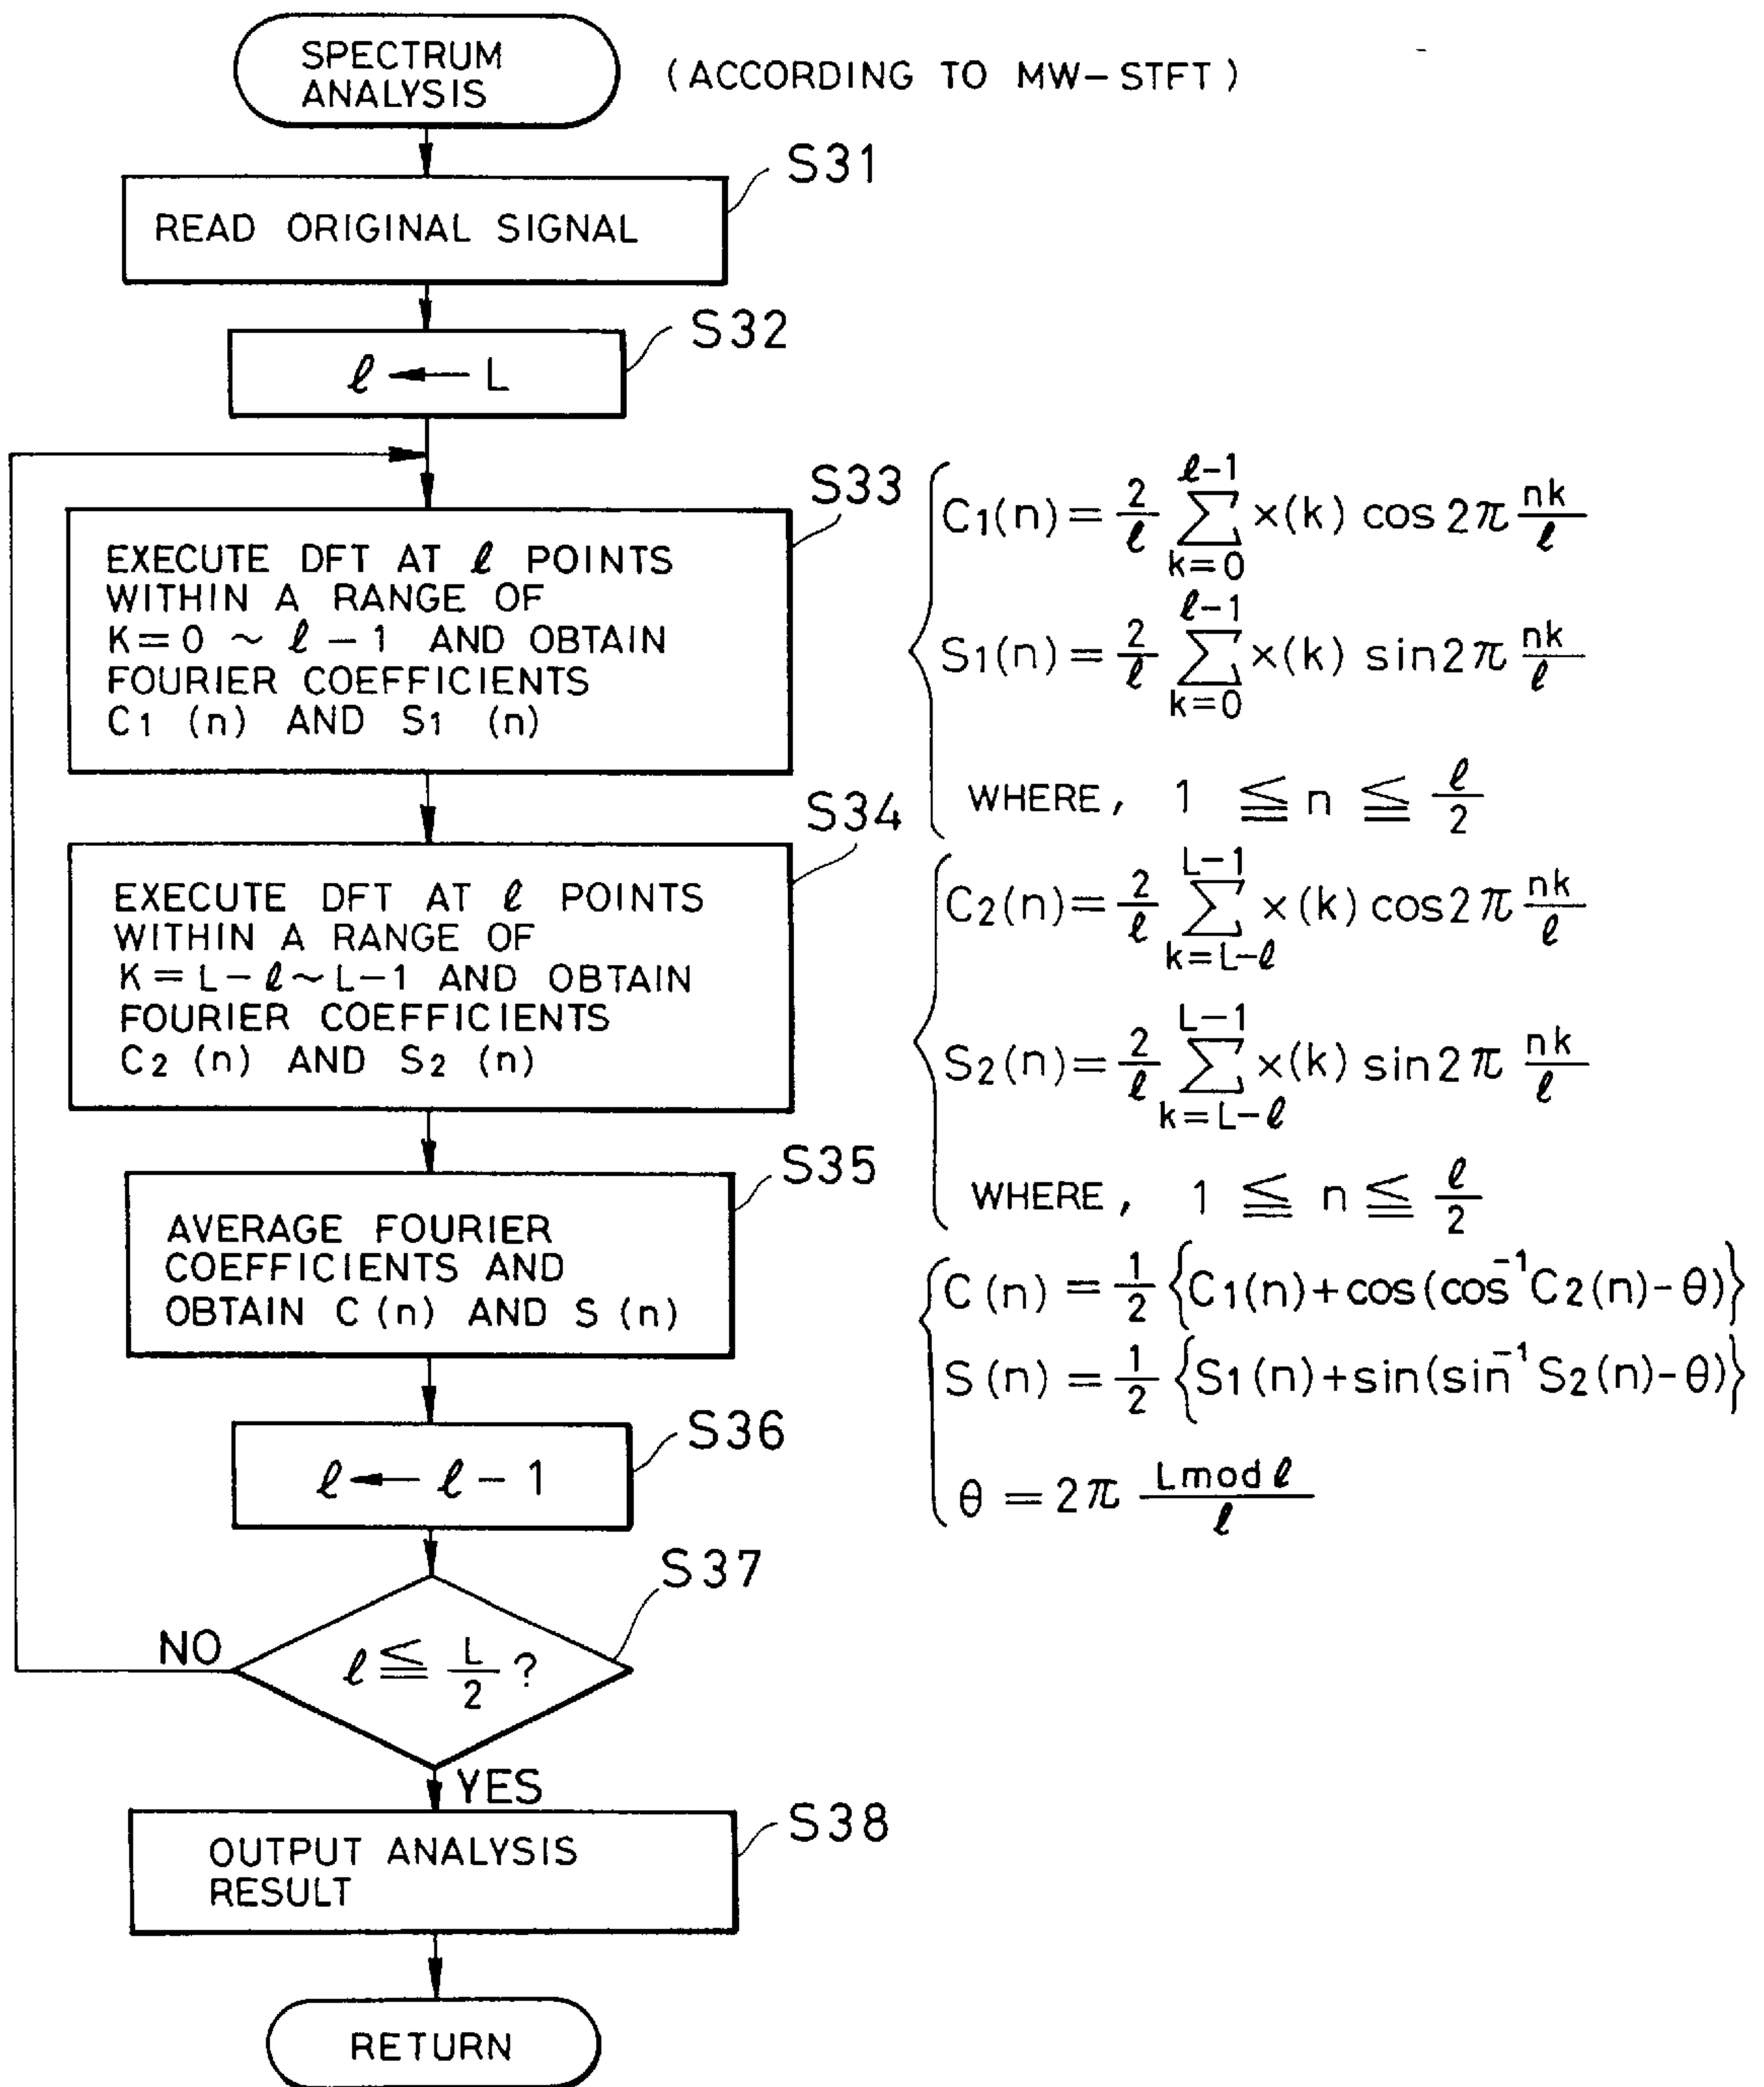 SPECTRUM
ANALYSIS
(ACCORDING TO MW-STFT)
S31
READ ORIGINAL SIGNAL
S32
ℓ ← L
S33
EXECUTE DFT AT ℓ POINTS
WITHIN A RANGE OF
K=0 ~ ℓ-1 AND OBTAIN
FOURIER COEFFICIENTS
C1 (n) AND S1 (n)
C1(n) = 2/ℓ ∑_{k=0}^{ℓ-1} x(k) cos 2π nk/ℓ
S1(n) = 2/ℓ ∑_{k=0}^{ℓ-1} x(k) sin 2π nk/ℓ
WHERE, 1 ≦ n ≦ ℓ/2
S34
EXECUTE DFT AT ℓ POINTS
WITHIN A RANGE OF
K=L-ℓ~L-1 AND OBTAIN
FOURIER COEFFICIENTS
C2 (n) AND S2 (n)
C2(n) = 2/ℓ ∑_{k=L-ℓ}^{L-1} x(k) cos 2π nk/ℓ
S2(n) = 2/ℓ ∑_{k=L-ℓ}^{L-1} x(k) sin 2π nk/ℓ
WHERE, 1 ≦ n ≦ ℓ/2
S35
AVERAGE FOURIER
COEFFICIENTS AND
OBTAIN C (n) AND S (n)
C(n) = 1/2 {C1(n)+cos(cos⁻¹C2(n)-θ)}
S(n) = 1/2 {S1(n)+sin(sin⁻¹S2(n)-θ)}
θ = 2π Lmodℓ/ℓ
S36
ℓ ← ℓ - 1
S37
ℓ ≦ L/2 ?
NO
YES
S38
OUTPUT ANALYSIS
RESULT
RETURN